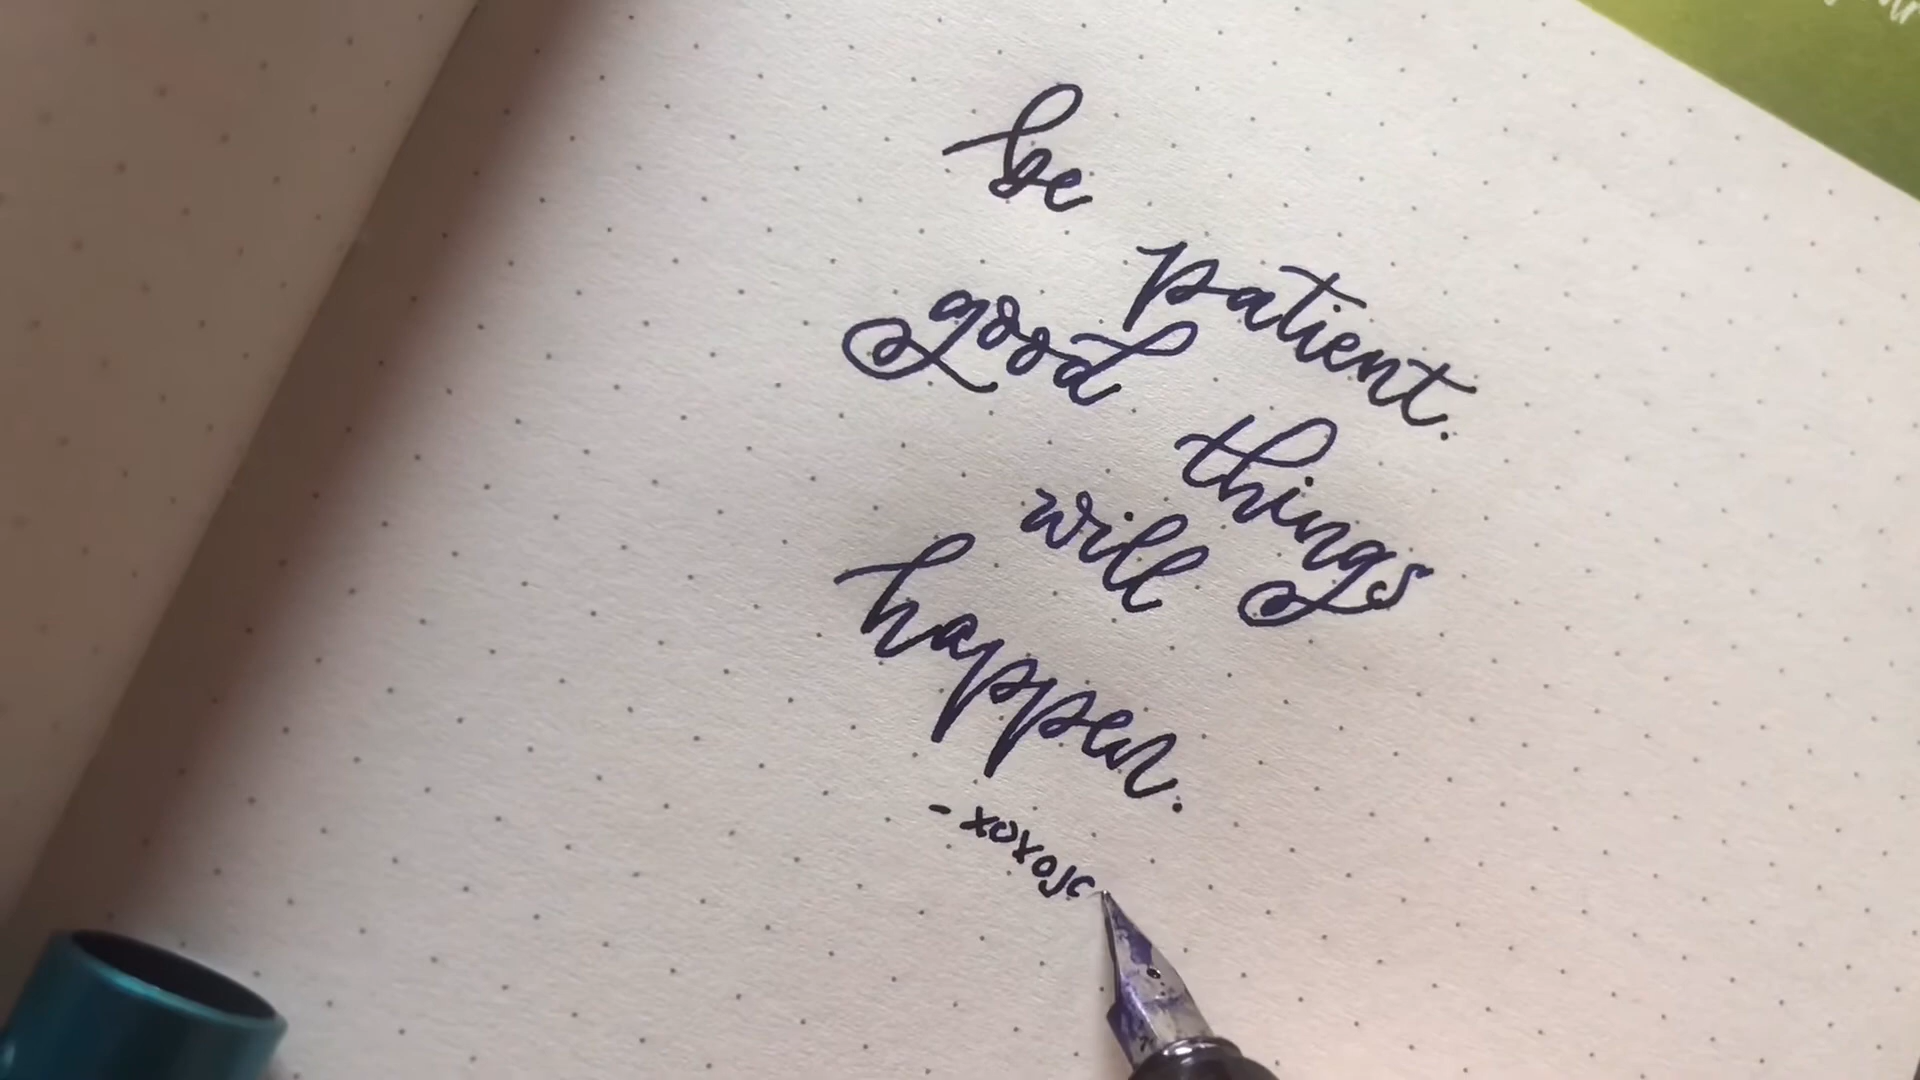 be
patient.
good
things
will
happen.
- xoxojc